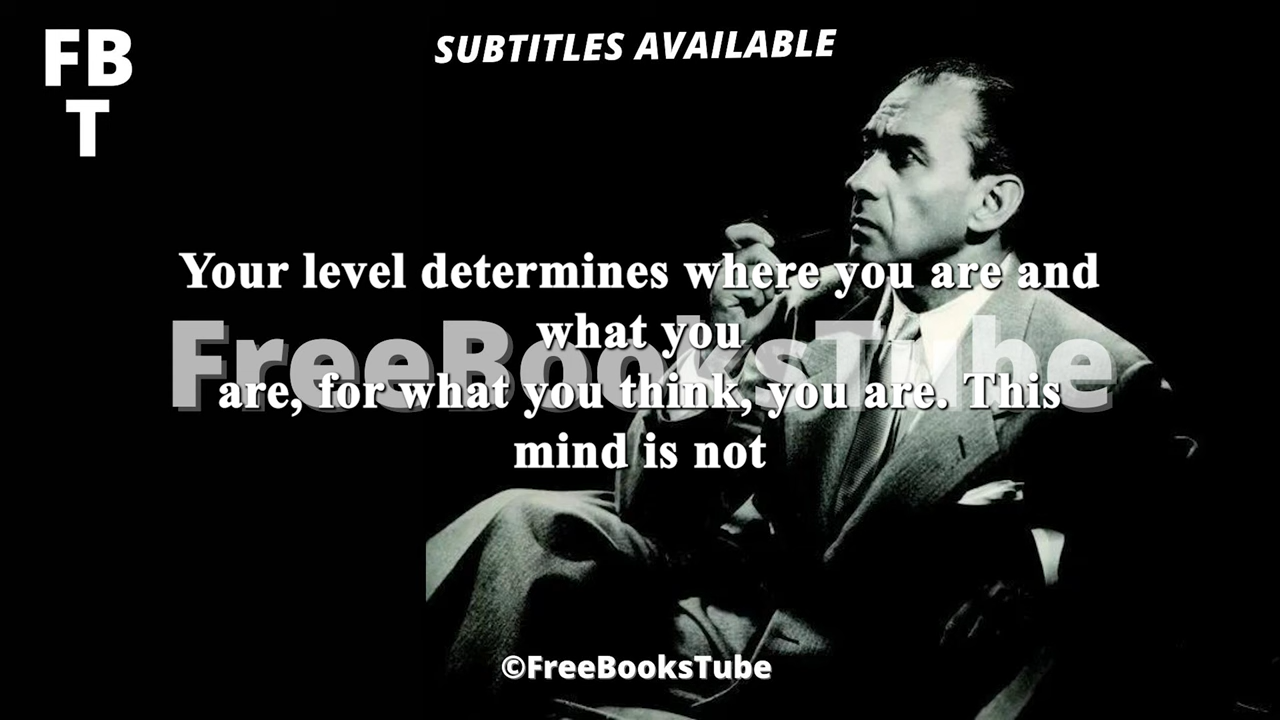 FB
T
SUBTITLES AVAILABLE
Your level determines where you are and
what you
FreeBooksTube
are, for what you think, you are. This
mind is not
©FreeBooksTube